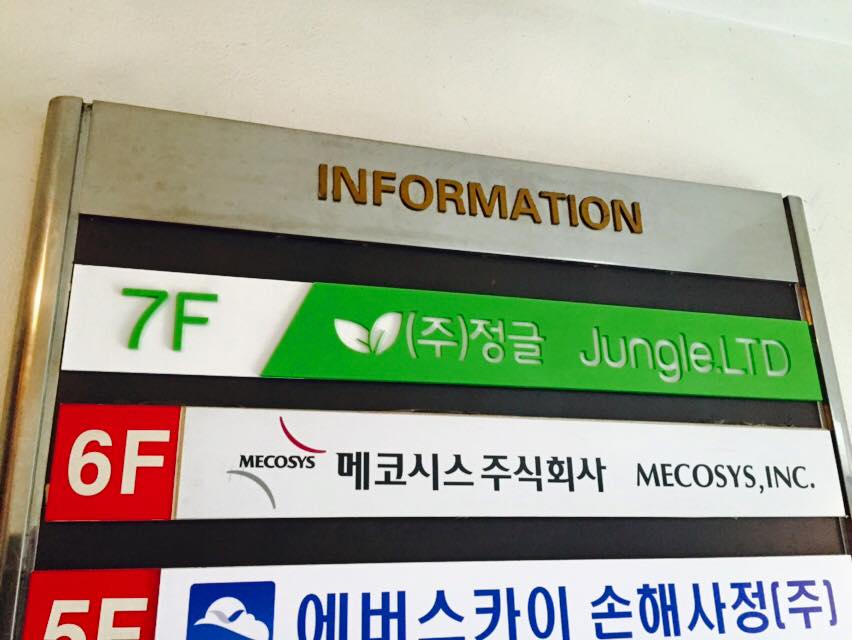 INFORMATION
7F (주)정글 Jungle.LTD
6F MECOSYS 메코시스 주식회사 MECOSYS,INC.
5F 에버스카이 손해사정(주)